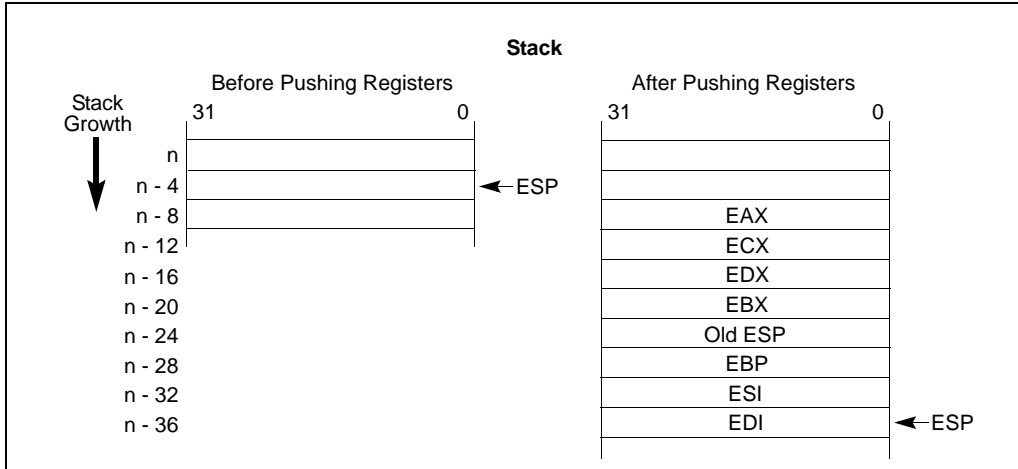 Stack
Before Pushing Registers
After Pushing Registers
Stack
Growth
31 0
31 0
n
n - 4
ESP
n - 8
EAX
n - 12
ECX
n - 16
EDX
n - 20
EBX
n - 24
Old ESP
n - 28
EBP
n - 32
ESI
n - 36
EDI
ESP